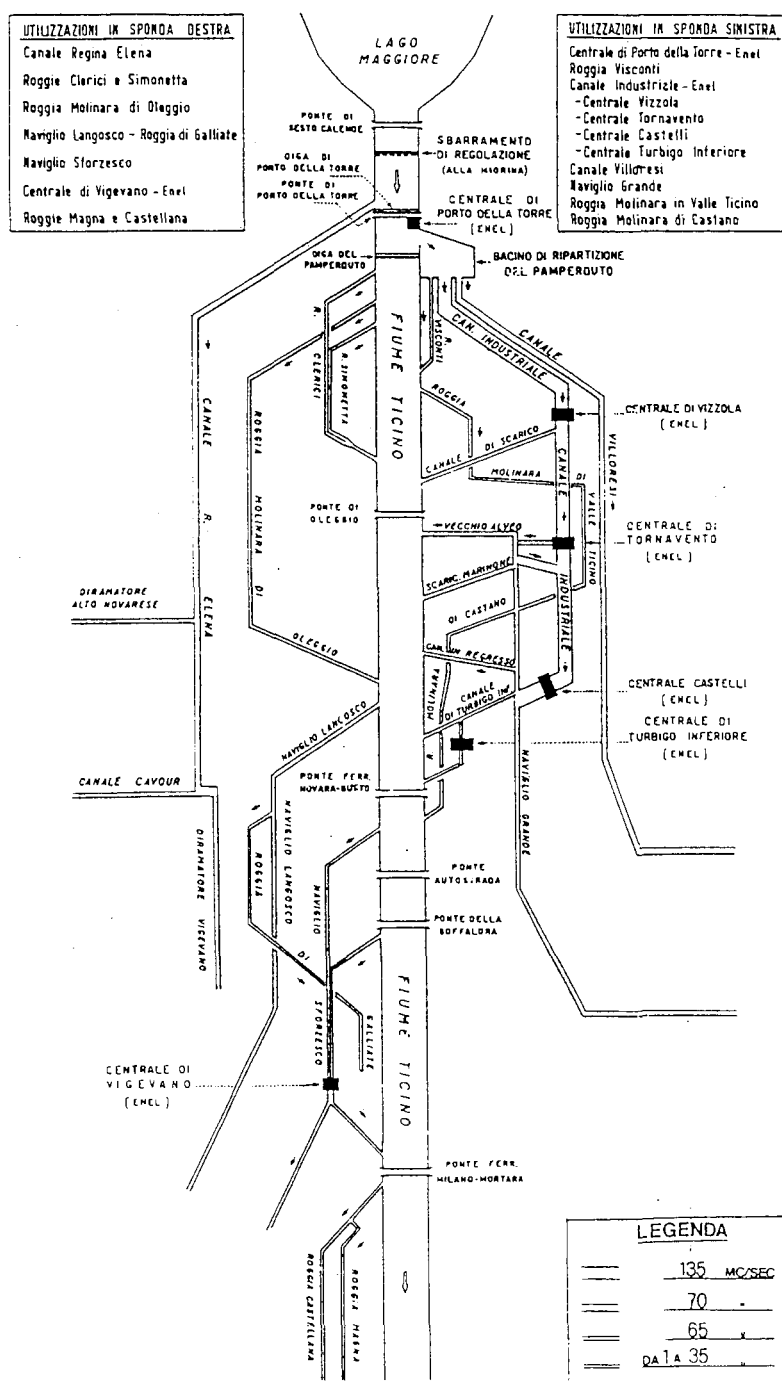 UTILIZZAZIONI IN SPONDA DESTRA
Canale Regina Elena
Roggie Clerici e Simonetta
Roggia Molinara di Oleggio
Naviglio Langosco - Roggia di Galliate
Naviglio Sforzesco
Centrale di Vigevano - Enel
Roggie Magna e Castellana
UTILIZZAZIONI IN SPONDA SINISTRA
Centrale di Porto della Torre - Enel
Roggia Visconti
Canale Industriale - Enel
-Centrale Vizzola
-Centrale Tornavento
-Centrale Castelli
-Centrale Turbigo Inferiore
Canale Villoresi
Naviglio Grande
Roggia Molinara in Valle Ticino
Roggia Molinara di Castano
LAGO
MAGGIORE
PONTE DI
SESTO CALENDE
SBARRAMENTO
DI REGOLAZIONE
(ALLA MIORINA)
DIGA DI
PORTO DELLA TORRE
PONTE DI
PORTO DELLA TORRE
CENTRALE DI
PORTO DELLA TORRE
[ENEL]
DIGA DEL
PAMPERDUTO
BACINO DI RIPARTIZIONE
DEL PAMPERDUTO
R. CLERICI
R. SIMONETTA
FIUME TICINO
R. VISCONTI
CAN. INDUSTRIALE
CANALE
VILLORESI
ROGGIA
MOLINARA
DI
VALLE
TICINO
CENTRALE DI VIZZOLA
[ENEL]
CANALE
DI SCARICO
CANALE
INDUSTRIALE
ROGGIA
MOLINARA
DI
OLEGGIO
CANALE
R.
ELENA
PONTE DI
OLEGGIO
VECCHIO ALVEO
CENTRALE DI
TORNAVENTO
[ENEL]
SCARIC. MARINONE
DIRAMATORE
ALTO NOVARESE
DI CASTANO
MOLINARA
R.
CAN. IN REGRESSO
CANALE
DI TURBIGO INF.
CENTRALE CASTELLI
[ENEL]
CENTRALE DI
TURBIGO INFERIORE
[ENEL]
NAVIGLIO LANGOSCO
CANALE CAVOUR
PONTE FERR.
NOVARA-BUSTO
NAVIGLIO GRANDE
DIRAMATORE VIGEVANO
ROGGIA
NAVIGLIO LANGOSCO
NAVIGLIO
PONTE
AUTOSTRADA
PONTE DELLA
BOFFALORA
DI
SFORZESCO
GALLIATE
FIUME TICINO
CENTRALE DI
VIGEVANO
[ENEL]
PONTE FERR.
MILANO-MORTARA
ROGGIA CASTELLANA
ROGGIA MAGNA
LEGENDA
135 MC/SEC
70 "
65 "
DA 1 A 35 "